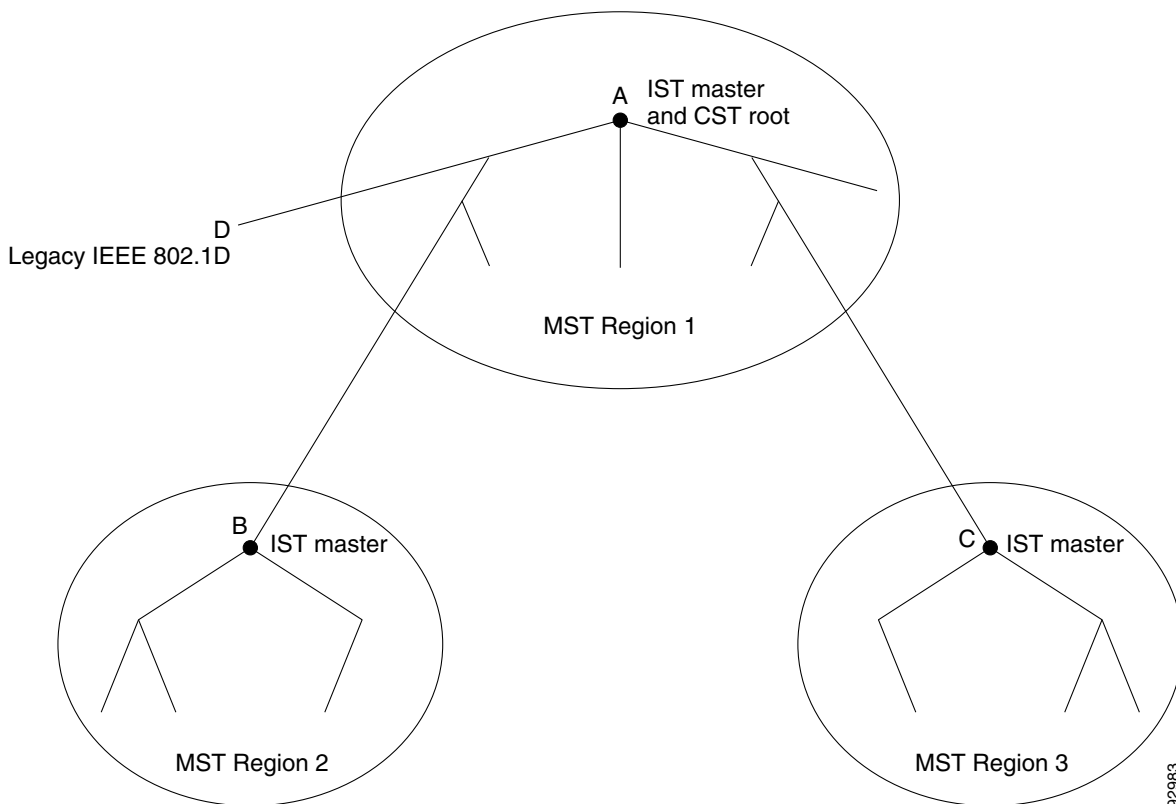 A
IST master
and CST root
D
Legacy IEEE 802.1D
MST Region 1
B
IST master
C
IST master
MST Region 2
MST Region 3
92983